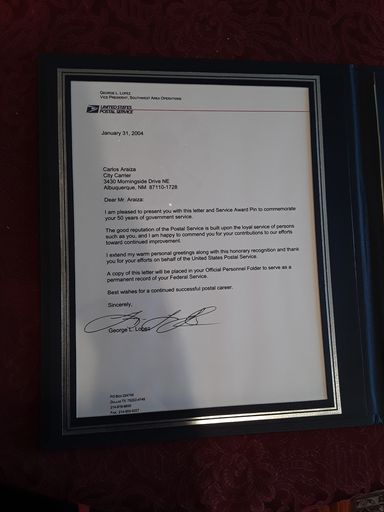 GEORGE L. LOPEZ
VICE PRESIDENT, SOUTHWEST AREA OPERATIONS
UNITED STATES
POSTAL SERVICE
January 31, 2004
Carlos Araiza
City Carrier
3430 Morningside Drive NE
Albuquerque, NM 87110-1728
Dear Mr. Araiza:
I am pleased to present you with this letter and Service Award Pin to commemorate
your 50 years of government service.
The good reputation of the Postal Service is built upon the loyal service of persons
such as you, and I am happy to commend you for your contributions to our efforts
toward continued improvement.
I extend my warm personal greetings along with this honorary recognition and thank
you for your efforts on behalf of the United States Postal Service.
A copy of this letter will be placed in your Official Personnel Folder to serve as a
permanent record of your Federal Service.
Best wishes for a continued successful postal career.
Sincerely,
George L. Lopez
PO BOX
DALLAS TX